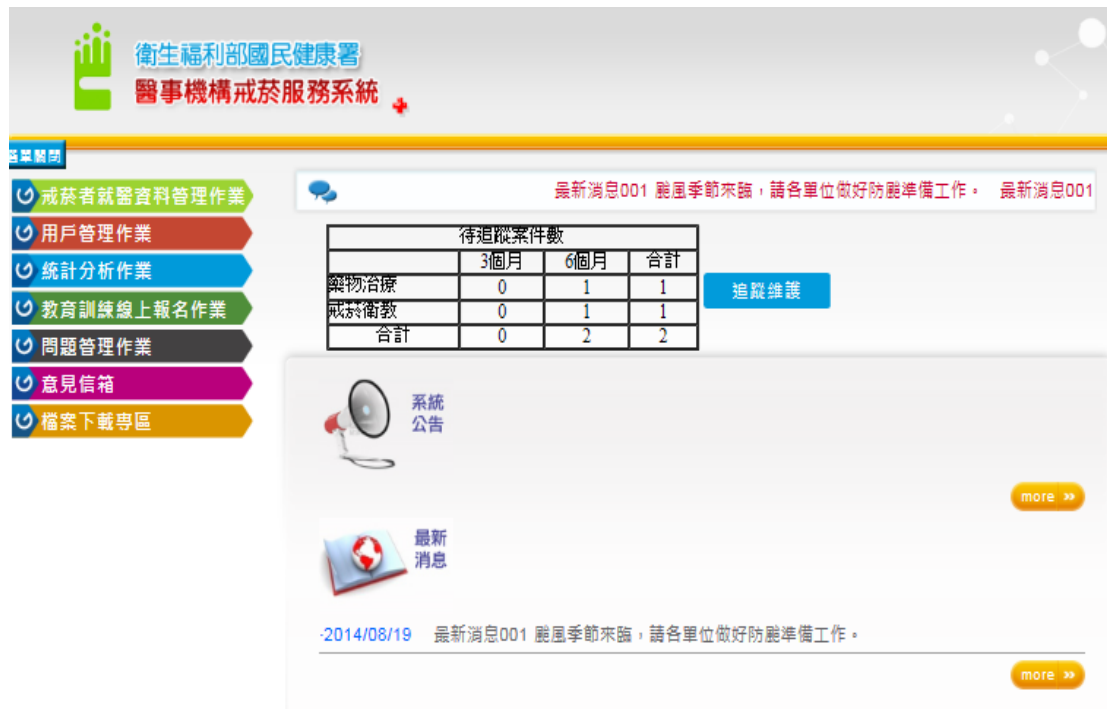 衛生福利部國民健康署
醫事機構戒菸服務系統
選單關閉
戒菸者就醫資料管理作業
用戶管理作業
統計分析作業
教育訓練線上報名作業
問題管理作業
意見信箱
檔案下載專區
最新消息001 颱風季節來臨，請各單位做好防颱準備工作。 最新消息001
待追蹤案件數
3個月 6個月 合計
藥物治療 0 1 1
戒菸衛教 0 1 1
合計 0 2 2
追蹤維護
系統
公告
more »
最新
消息
·2014/08/19 最新消息001 颱風季節來臨，請各單位做好防颱準備工作。
more »